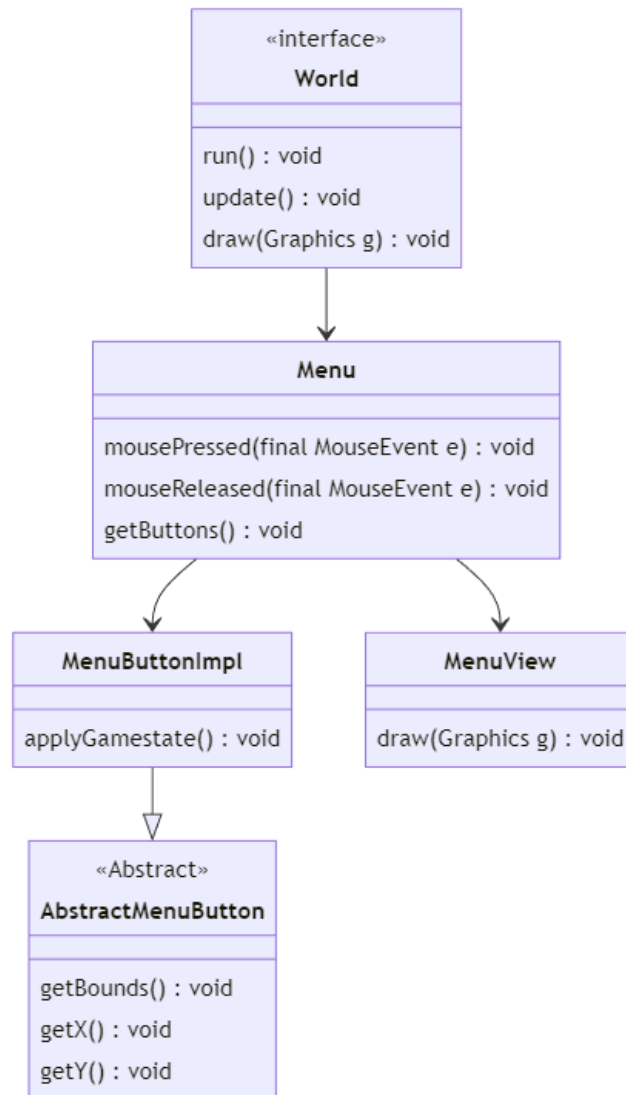 «interface»
World
run() : void
update() : void
draw(Graphics g) : void
Menu
mousePressed(final MouseEvent e) : void
mouseReleased(final MouseEvent e) : void
getButtons() : void
MenuButtonImpl
applyGamestate() : void
MenuView
draw(Graphics g) : void
«Abstract»
AbstractMenuButton
getBounds() : void
getX() : void
getY() : void